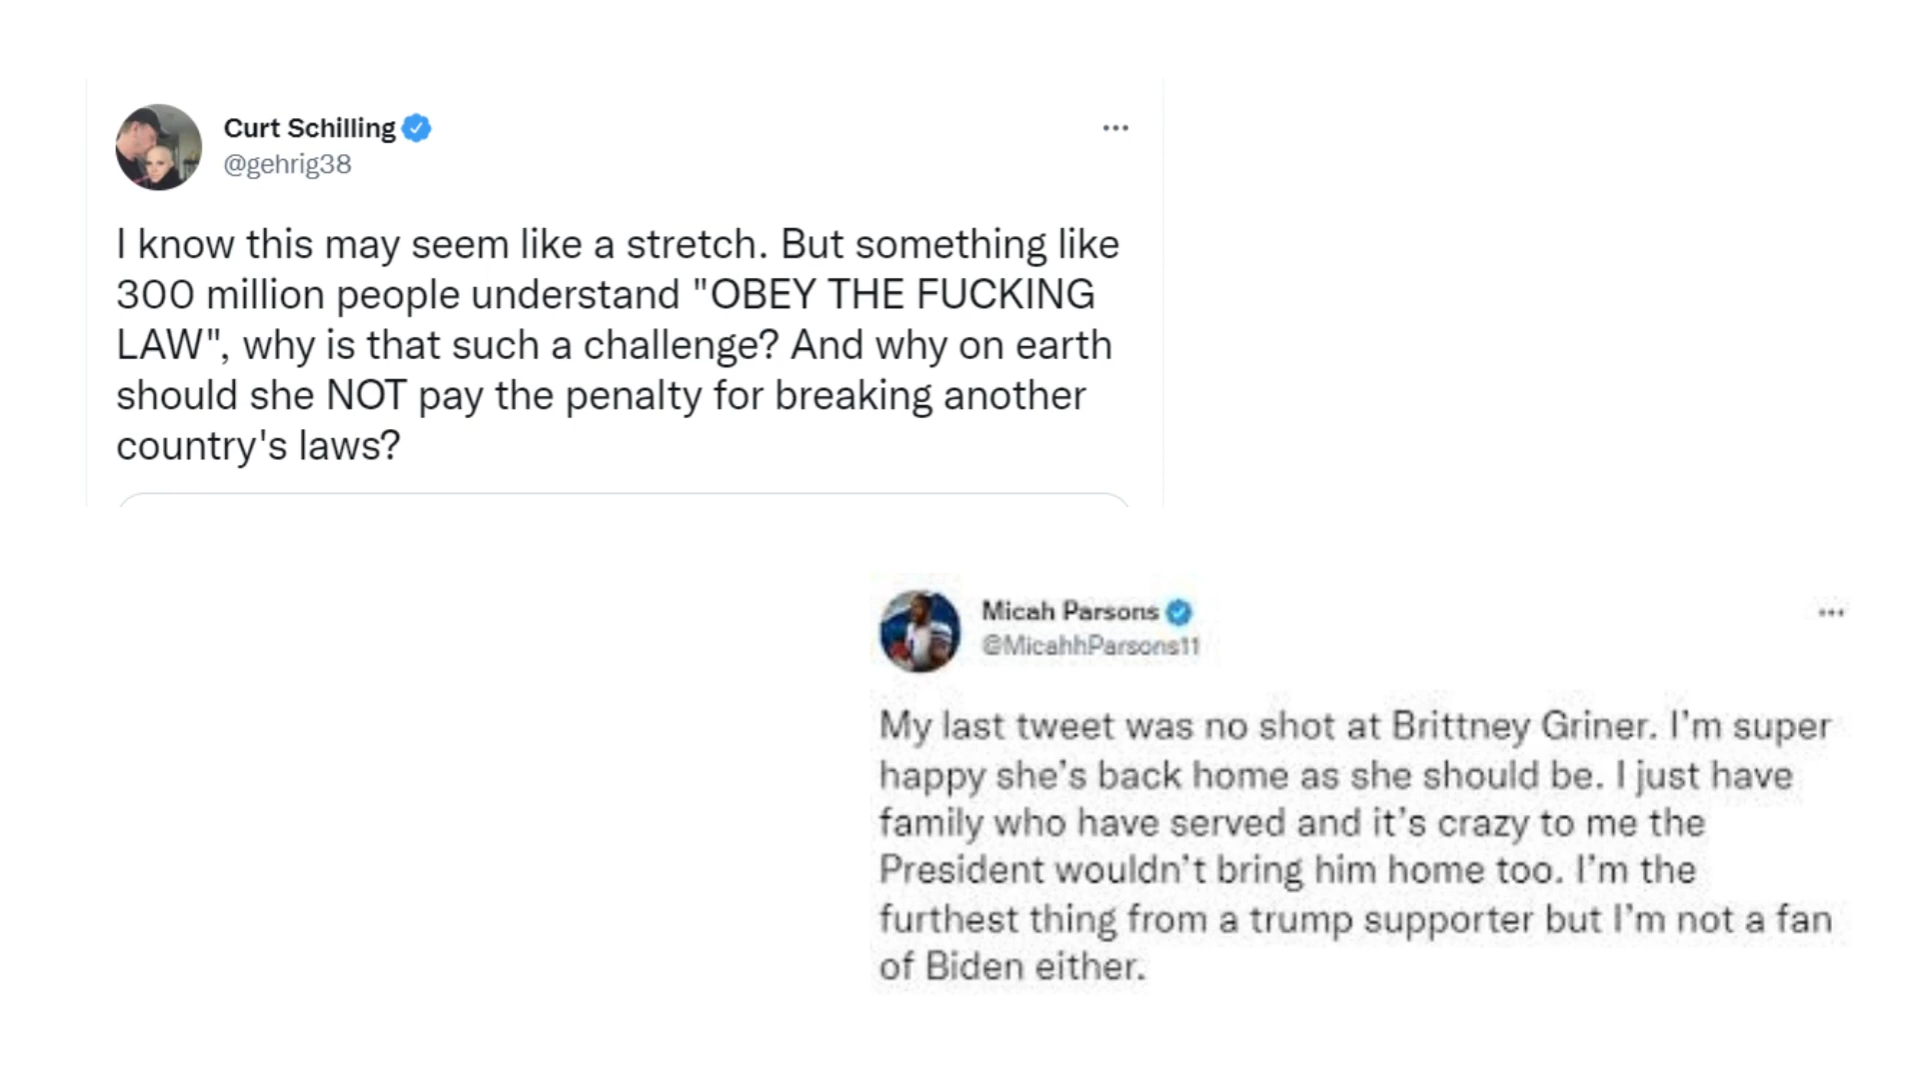 Curt Schilling
@gehrig38
I know this may seem like a stretch. But something like
300 million people understand "OBEY THE FUCKING
LAW", why is that such a challenge? And why on earth
should she NOT pay the penalty for breaking another
country's laws?
Micah Parsons
@MicahhParsons11
My last tweet was no shot at Brittney Griner. I'm super
happy she's back home as she should be. I just have
family who have served and it's crazy to me the
President wouldn't bring him home too. I'm the
furthest thing from a trump supporter but I'm not a fan
of Biden either.